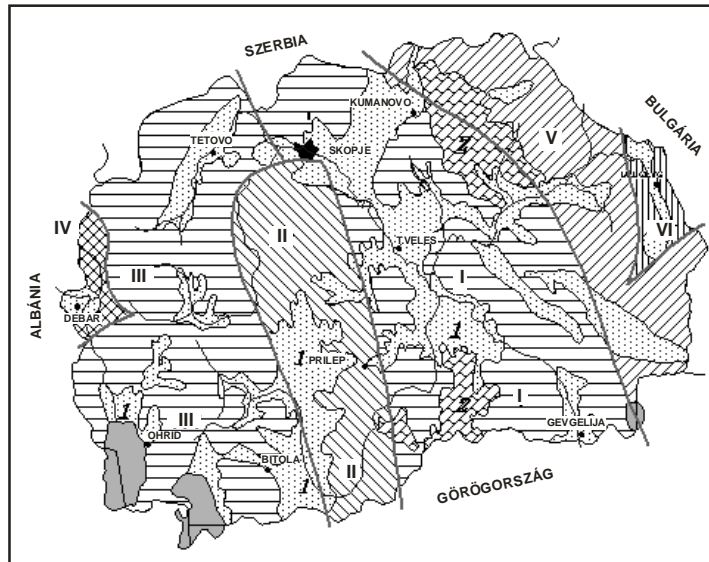 SZERBIA
KUMANOVO
BULGÁRIA
TETOVO
SKOPJE
2
V
IV
II
VI
T.VELES
III
I
ALBÁNIA
DEBAR
1
1
PRILEP
1
2
I
III
OHRID
GEVGELIJA
BITOLA
II
1
GÖRÖGORSZÁG